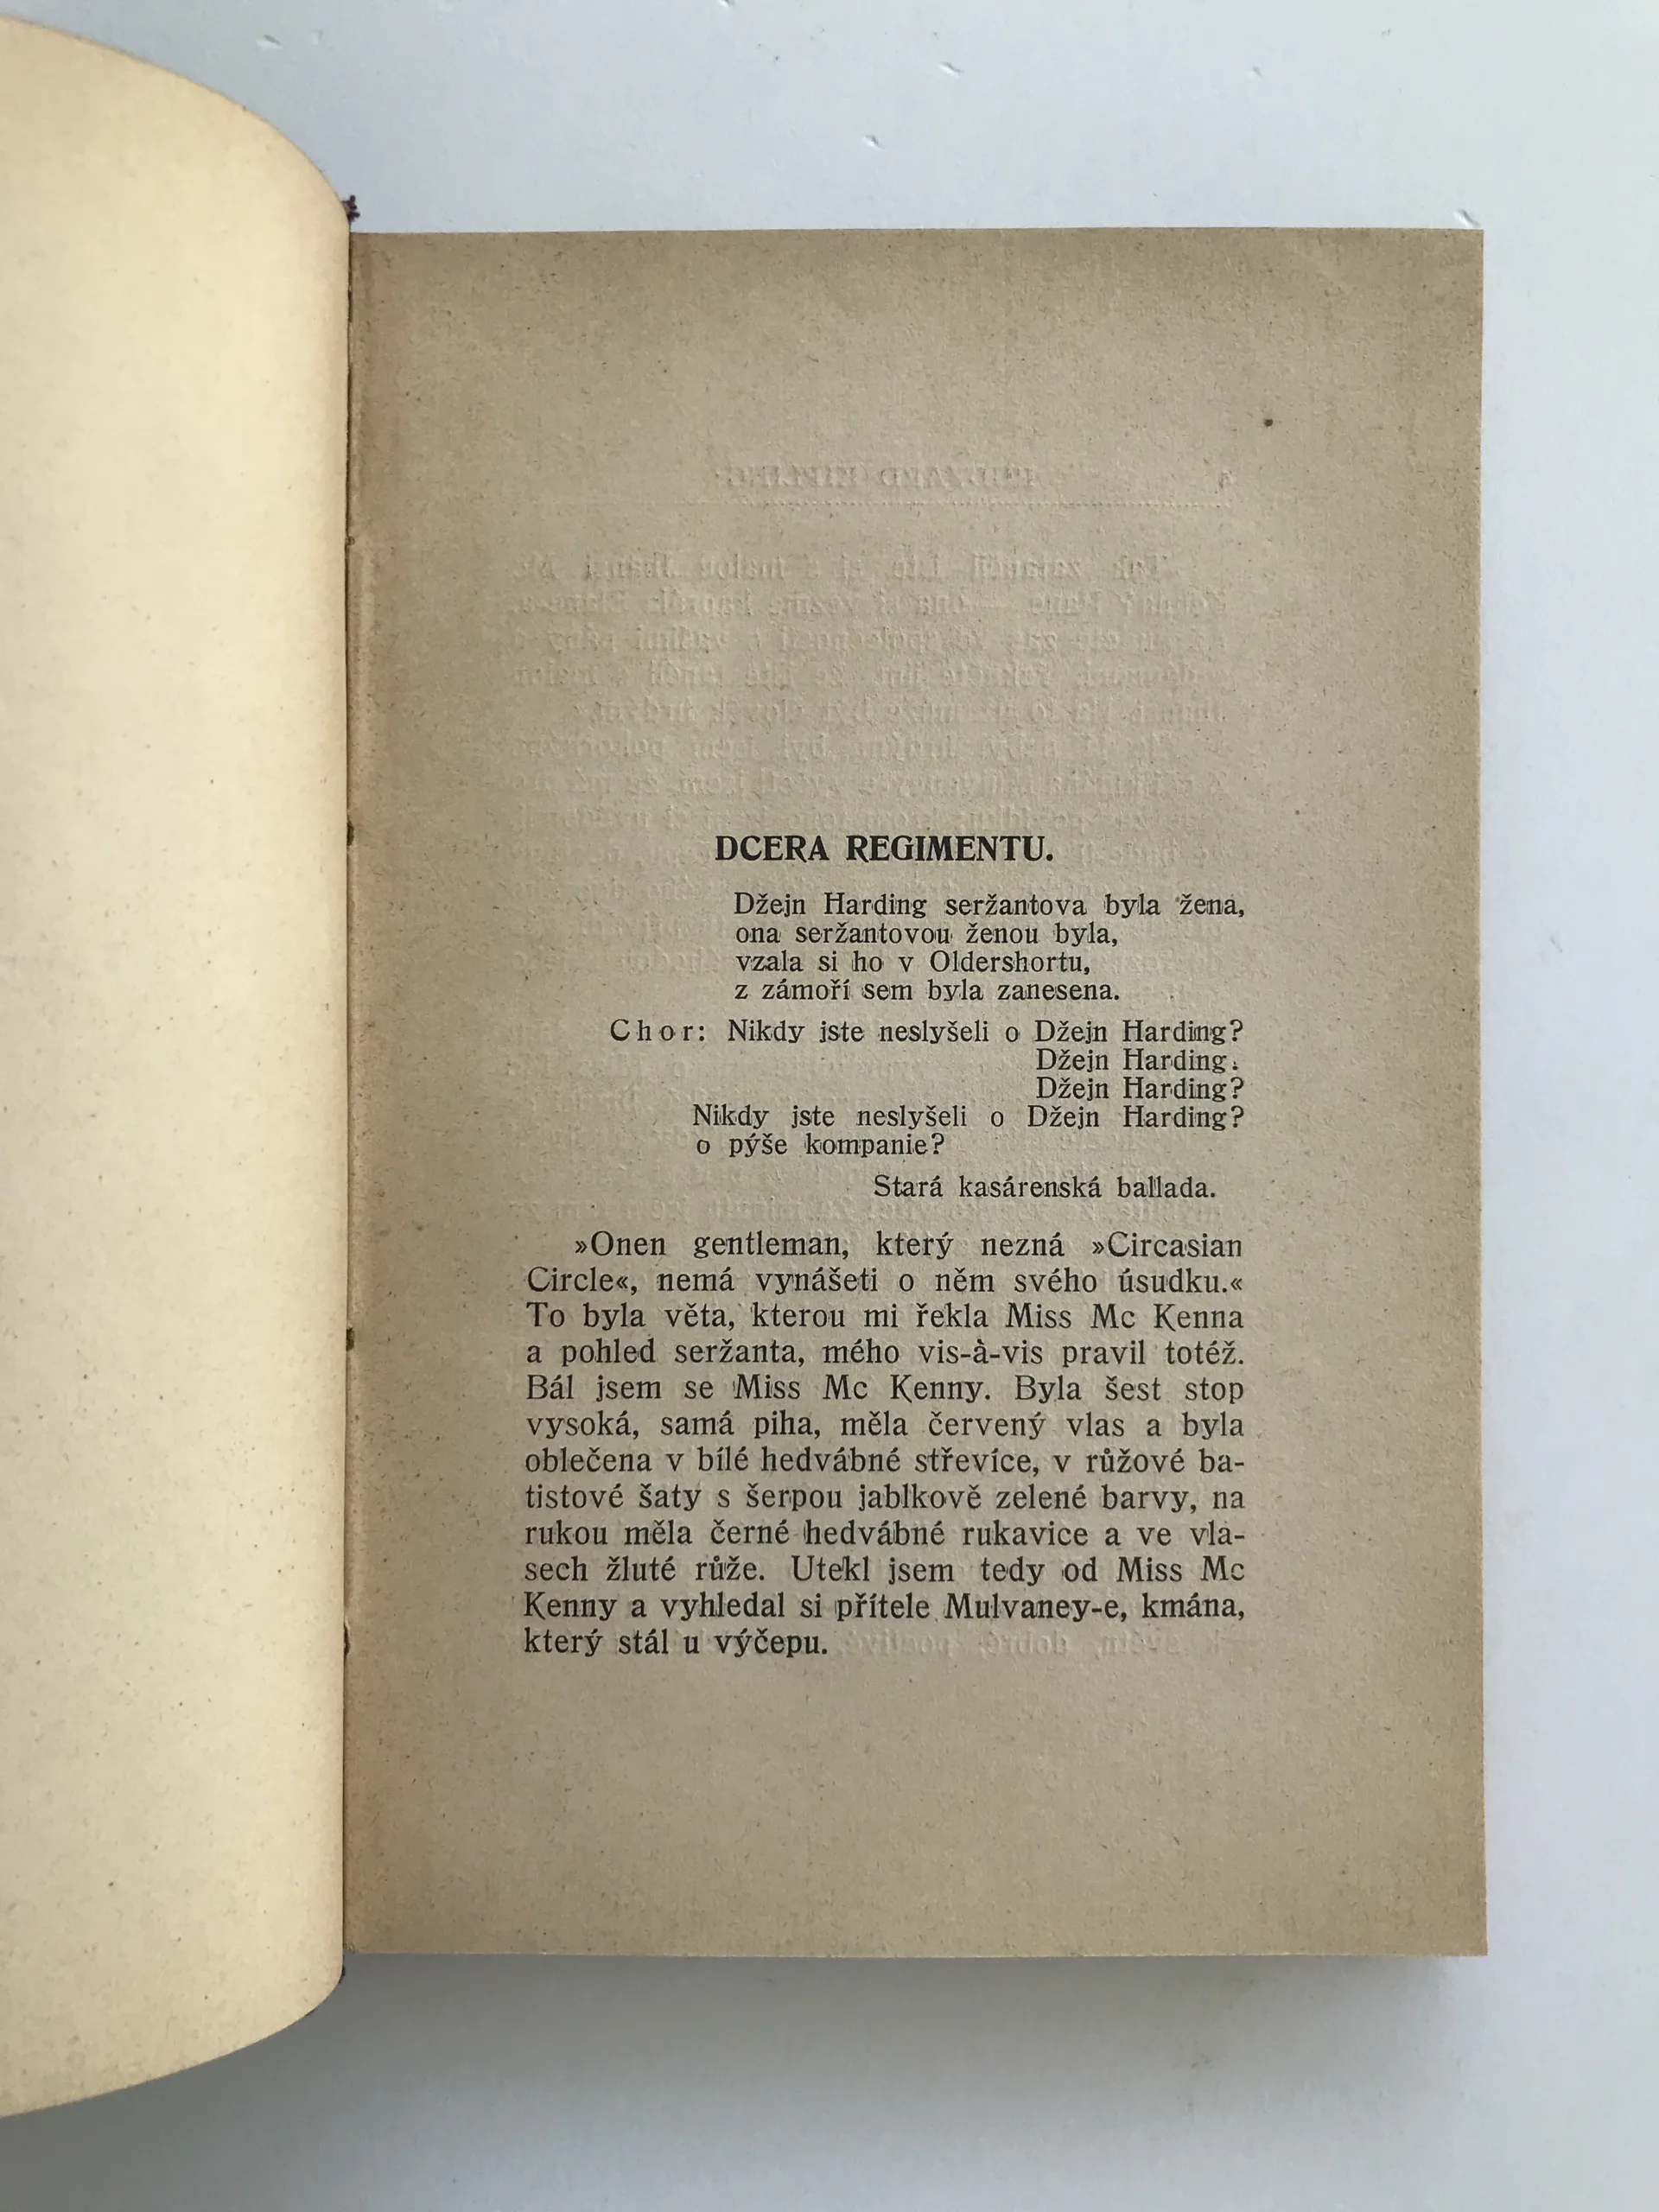 DCERA REGIMENTU.
Džejn Harding seržantova byla žena,
ona seržantovou ženou byla,
vzala si ho v Oldershortu,
z zámoří sem byla zanesena.
Chor: Nikdy jste neslyšeli o Džejn Harding?
Džejn Harding.
Džejn Harding?
Nikdy jste neslyšeli o Džejn Harding?
o pýše kompanie?
Stará kasárenská ballada.
»Onen gentleman, který nezná »Circasian
Circle«, nemá vynášeti o něm svého úsudku.«
To byla věta, kterou mi řekla Miss Mc Kenna
a pohled seržanta, mého vis-à-vis pravil totéž.
Bál jsem se Miss Mc Kenny. Byla šest stop
vysoká, samá piha, měla červený vlas a byla
oblečena v bílé hedvábné střevíce, v růžové ba-
tistové šaty s šerpou jablkově zelené barvy, na
rukou měla černé hedvábné rukavice a ve vla-
sech žluté růže. Utekl jsem tedy od Miss Mc
Kenny a vyhledal si přítele Mulvaney-e, kmána,
který stál u výčepu.